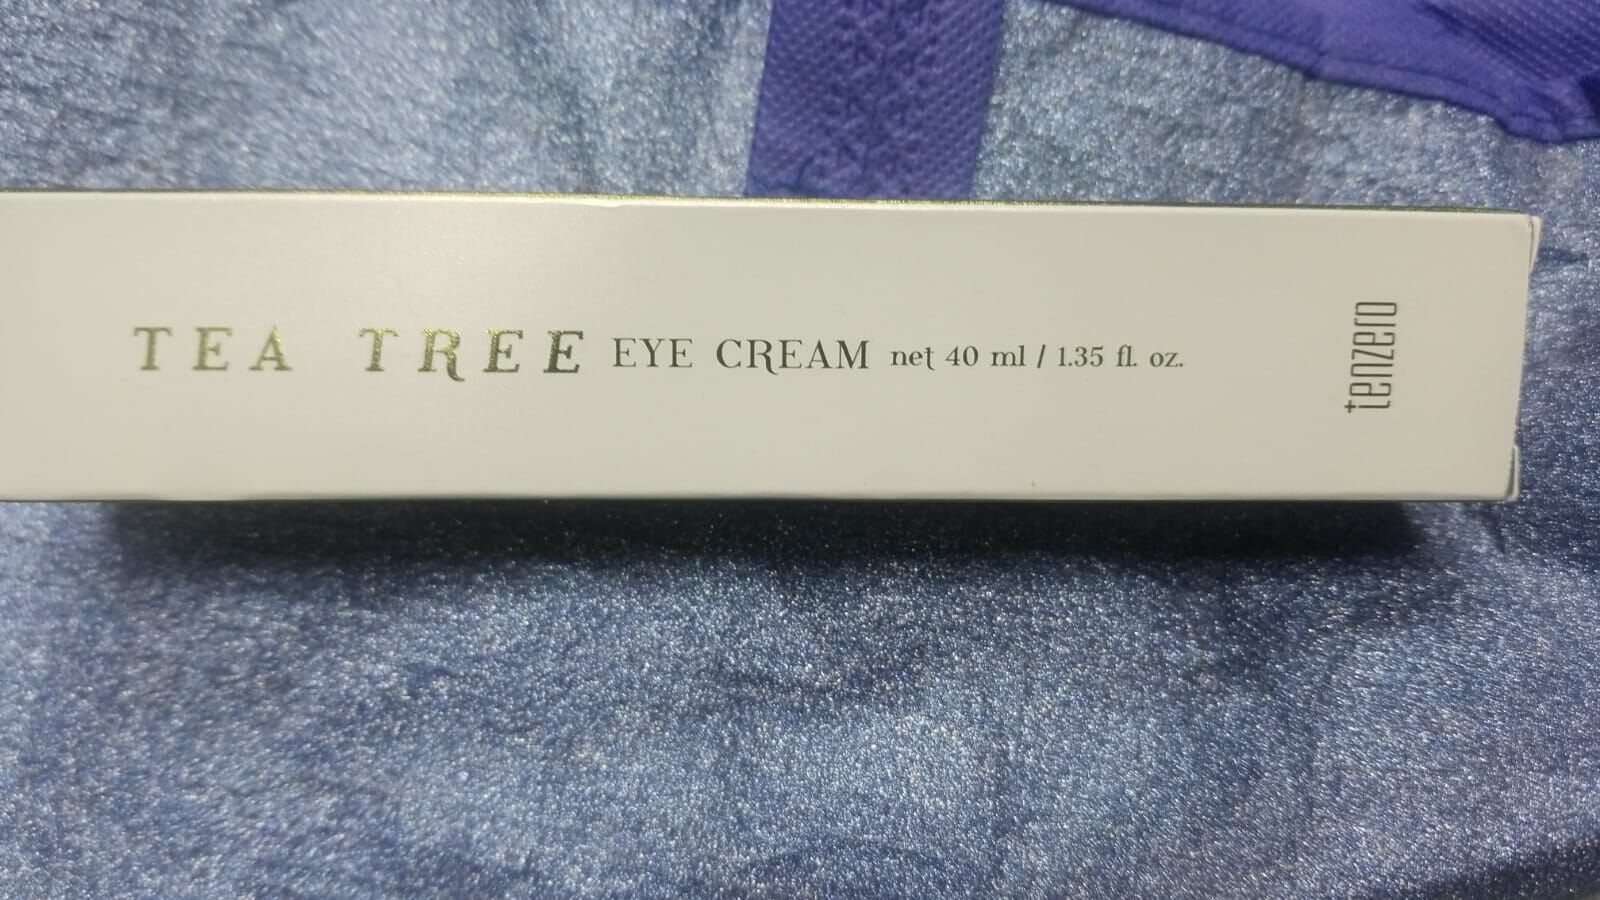 TEA TREE EYE CREAM net 40 ml / 1.35 fl. oz.
tenzero